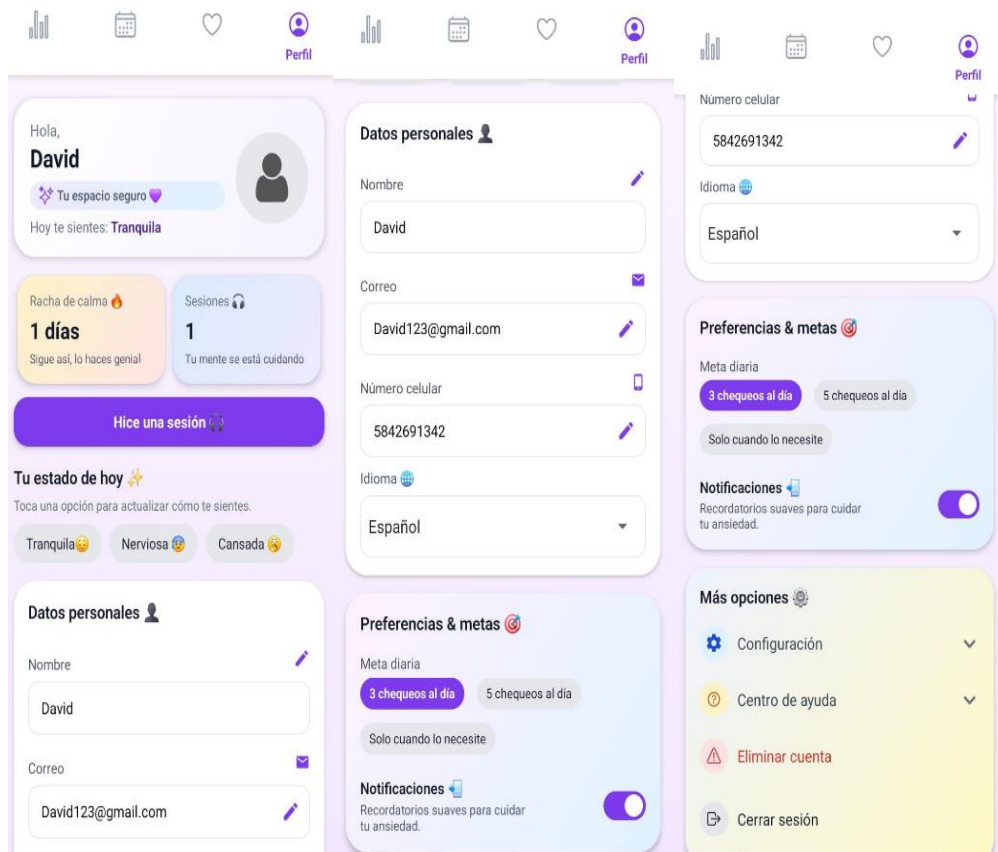 Perfil
Hola,
David
Tu espacio seguro 💜
Hoy te sientes: Tranquila
Racha de calma 🔥
1 días
Sigue así, lo haces genial
Sesiones 🎧
1
Tu mente se está cuidando
Hice una sesión 🎧
Tu estado de hoy ✨
Toca una opción para actualizar cómo te sientes.
Tranquila😌
Nerviosa 😰
Cansada 🥱
Datos personales 👤
Nombre
David
Correo
David123@gmail.com
Perfil
Datos personales 👤
Nombre
David
Correo
David123@gmail.com
Número celular
5842691342
Idioma 🌐
Español
Preferencias & metas 🎯
Meta diaria
3 chequeos al día
5 chequeos al día
Solo cuando lo necesite
Notificaciones 📲
Recordatorios suaves para cuidar
tu ansiedad.
Perfil
Número celular
5842691342
Idioma 🌐
Español
Preferencias & metas 🎯
Meta diaria
3 chequeos al día
5 chequeos al día
Solo cuando lo necesite
Notificaciones 📲
Recordatorios suaves para cuidar
tu ansiedad.
Más opciones ⚙️
Configuración
Centro de ayuda
Eliminar cuenta
Cerrar sesión